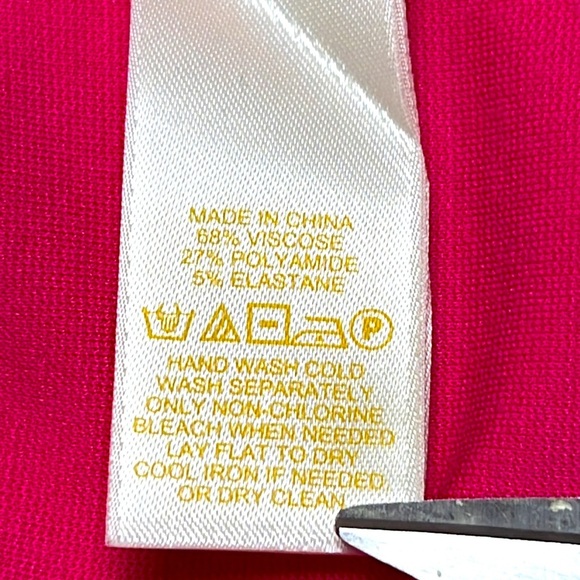 MADE IN CHINA
68% VISCOSE
27% POLYAMIDE
5% ELASTANE
P
HAND WASH COLD
WASH SEPARATELY
ONLY NON-CHLORINE
BLEACH WHEN NEEDED
LAY FLAT TO DRY
COOL IRON IF NEEDED
OR DRY CLEAN